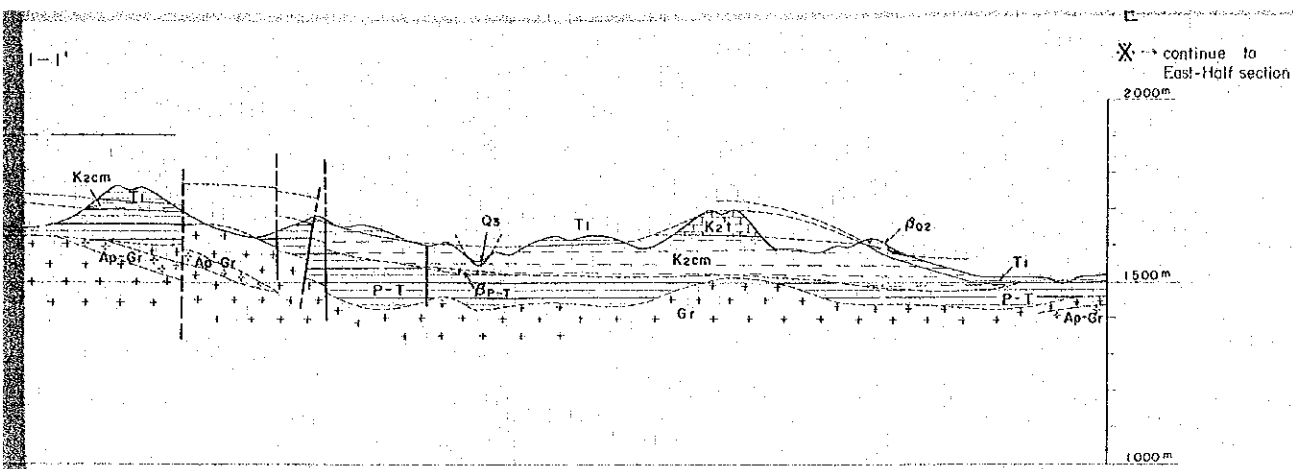 I-I'
X --→ continue to
East-Half section
2000m
K2cm
T1
Q3
T1
K2t
β02
K2cm
T1
1500m
Ap-Gr
Ap-Gr
P-T
βP-T
P-T
Gr
Ap-Gr
1000m